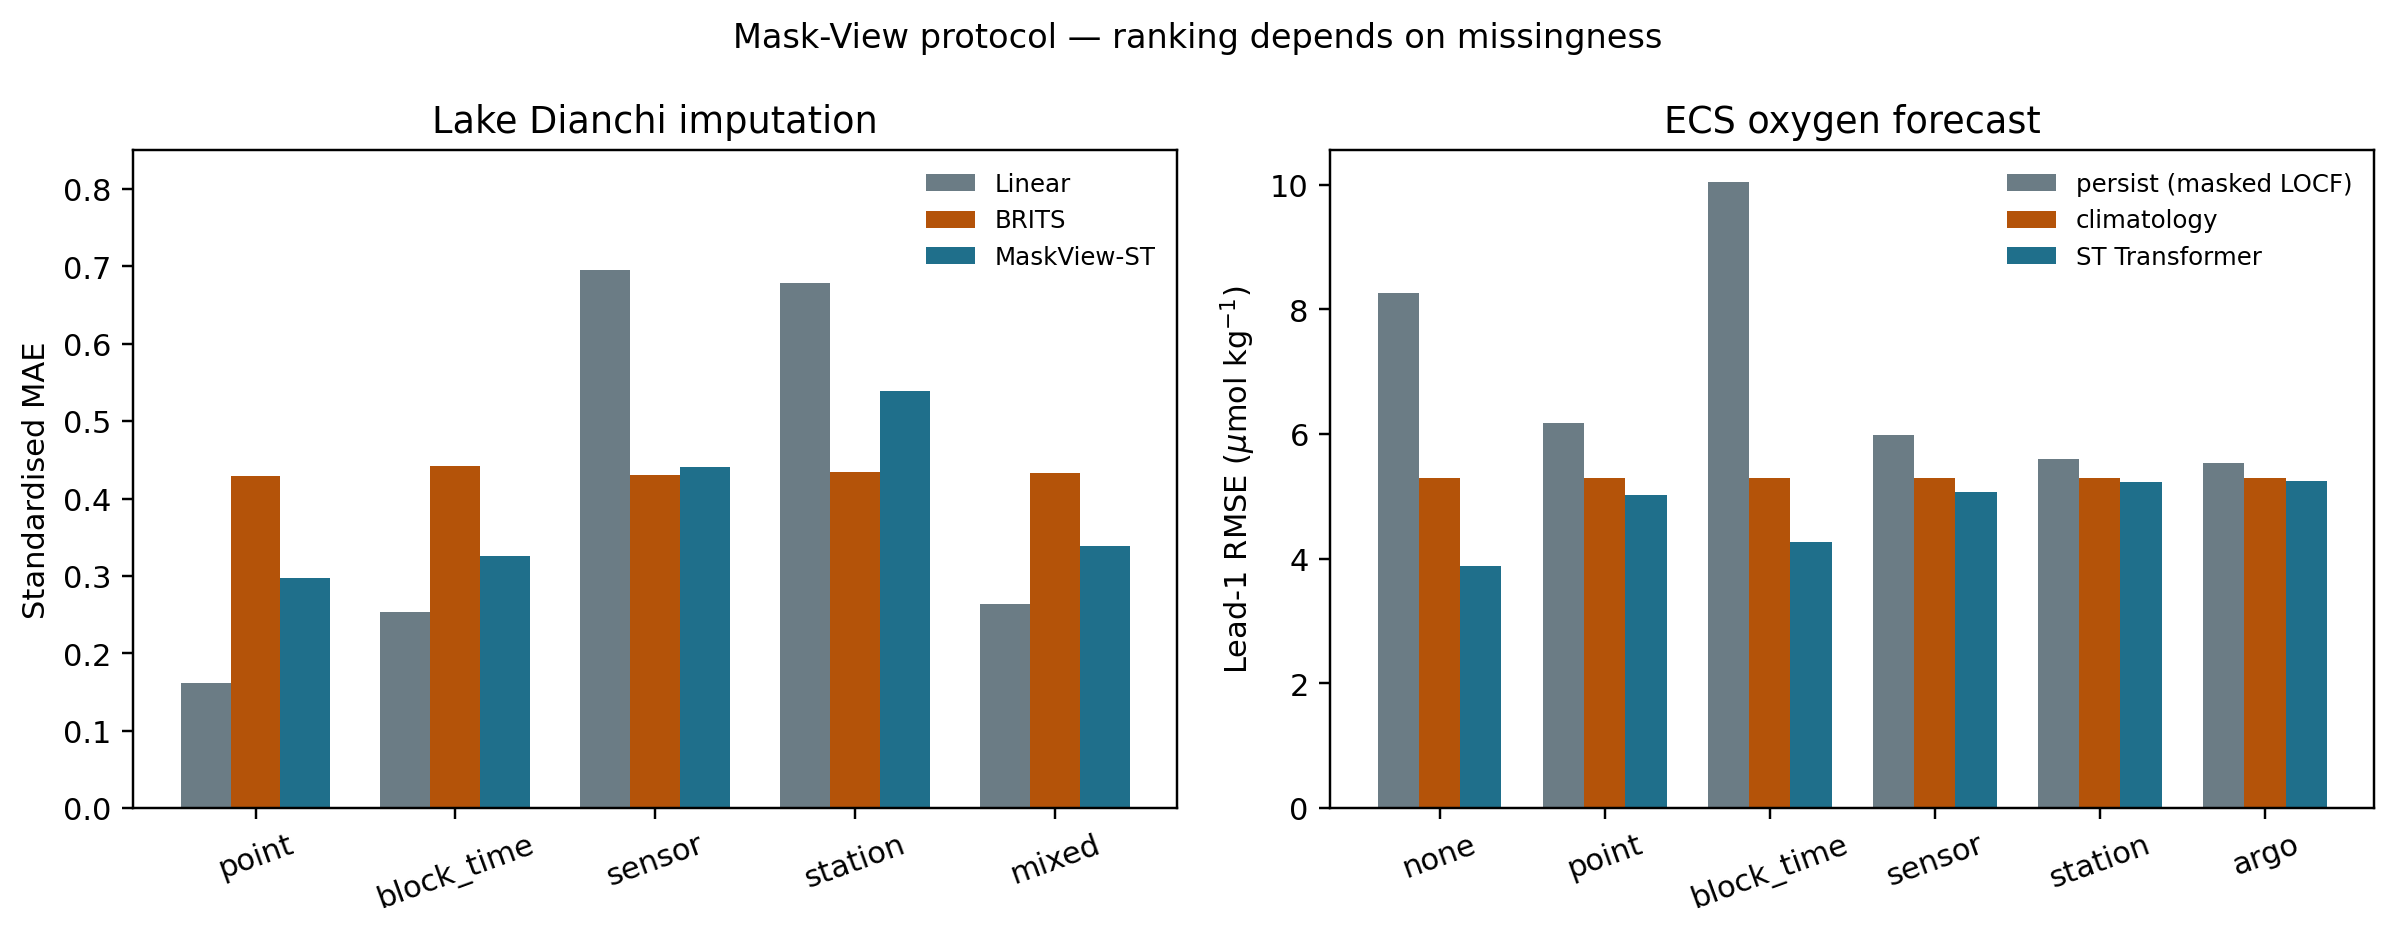 Mask-View protocol — ranking depends on missingness
Lake Dianchi imputation
Standardised MAE
0.8
0.7
0.6
0.5
0.4
0.3
0.2
0.1
0.0
Linear
BRITS
MaskView-ST
point
block_time
sensor
station
mixed
ECS oxygen forecast
Lead-1 RMSE (μmol kg⁻¹)
10
8
6
4
2
0
persist (masked LOCF)
climatology
ST Transformer
none
point
block_time
sensor
station
argo